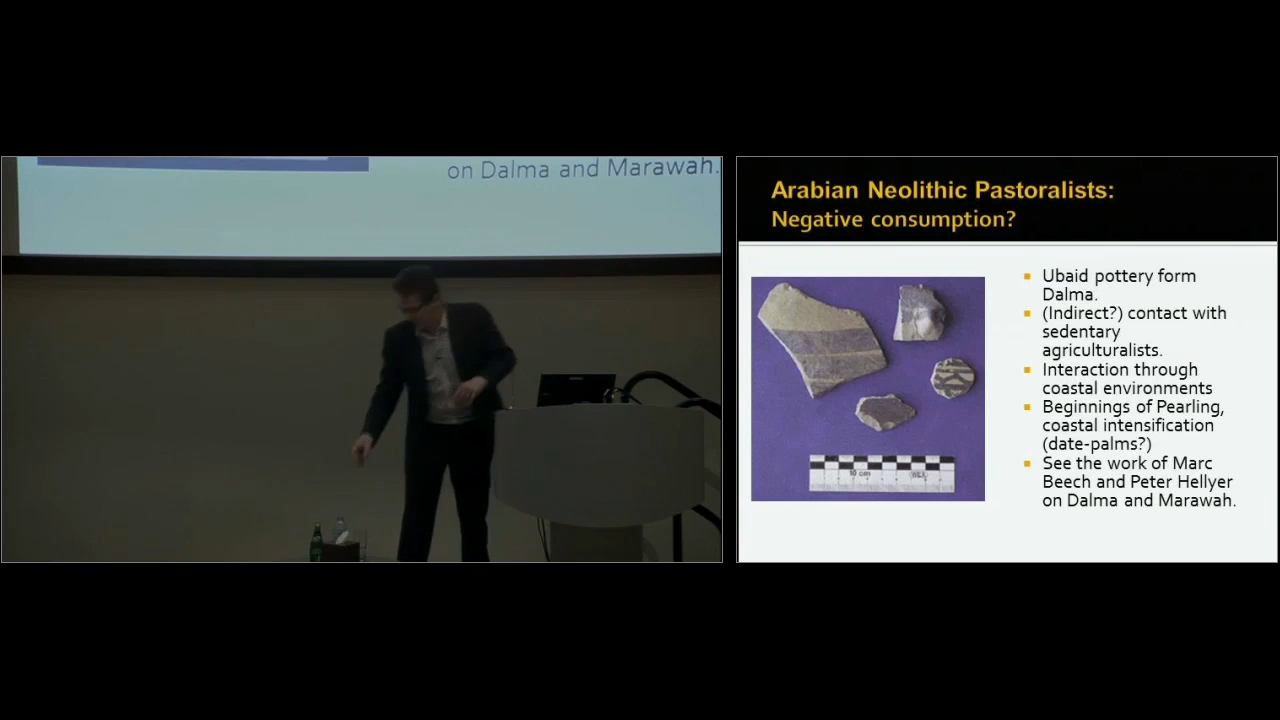 on Dalma and Marawah.
Arabian Neolithic Pastoralists:
Negative consumption?
Ubaid pottery form
Dalma.
(Indirect?) contact with
sedentary
agriculturalists.
Interaction through
coastal environments
Beginnings of Pearling,
coastal intensification
(date-palms?)
See the work of Marc
Beech and Peter Hellyer
on Dalma and Marawah.
10 cm